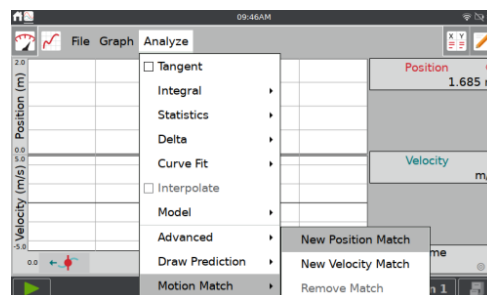 09:46AM
File Graph Analyze
X Y
2.0
Position (m)
0.0
5.0
Velocity (m/s)
-5.0
0.0
Tangent
Integral
Statistics
Delta
Curve Fit
Interpolate
Model
Advanced
Draw Prediction
Motion Match
New Position Match
New Velocity Match
Remove Match
Position
1.685
Velocity
m/
me
n 1